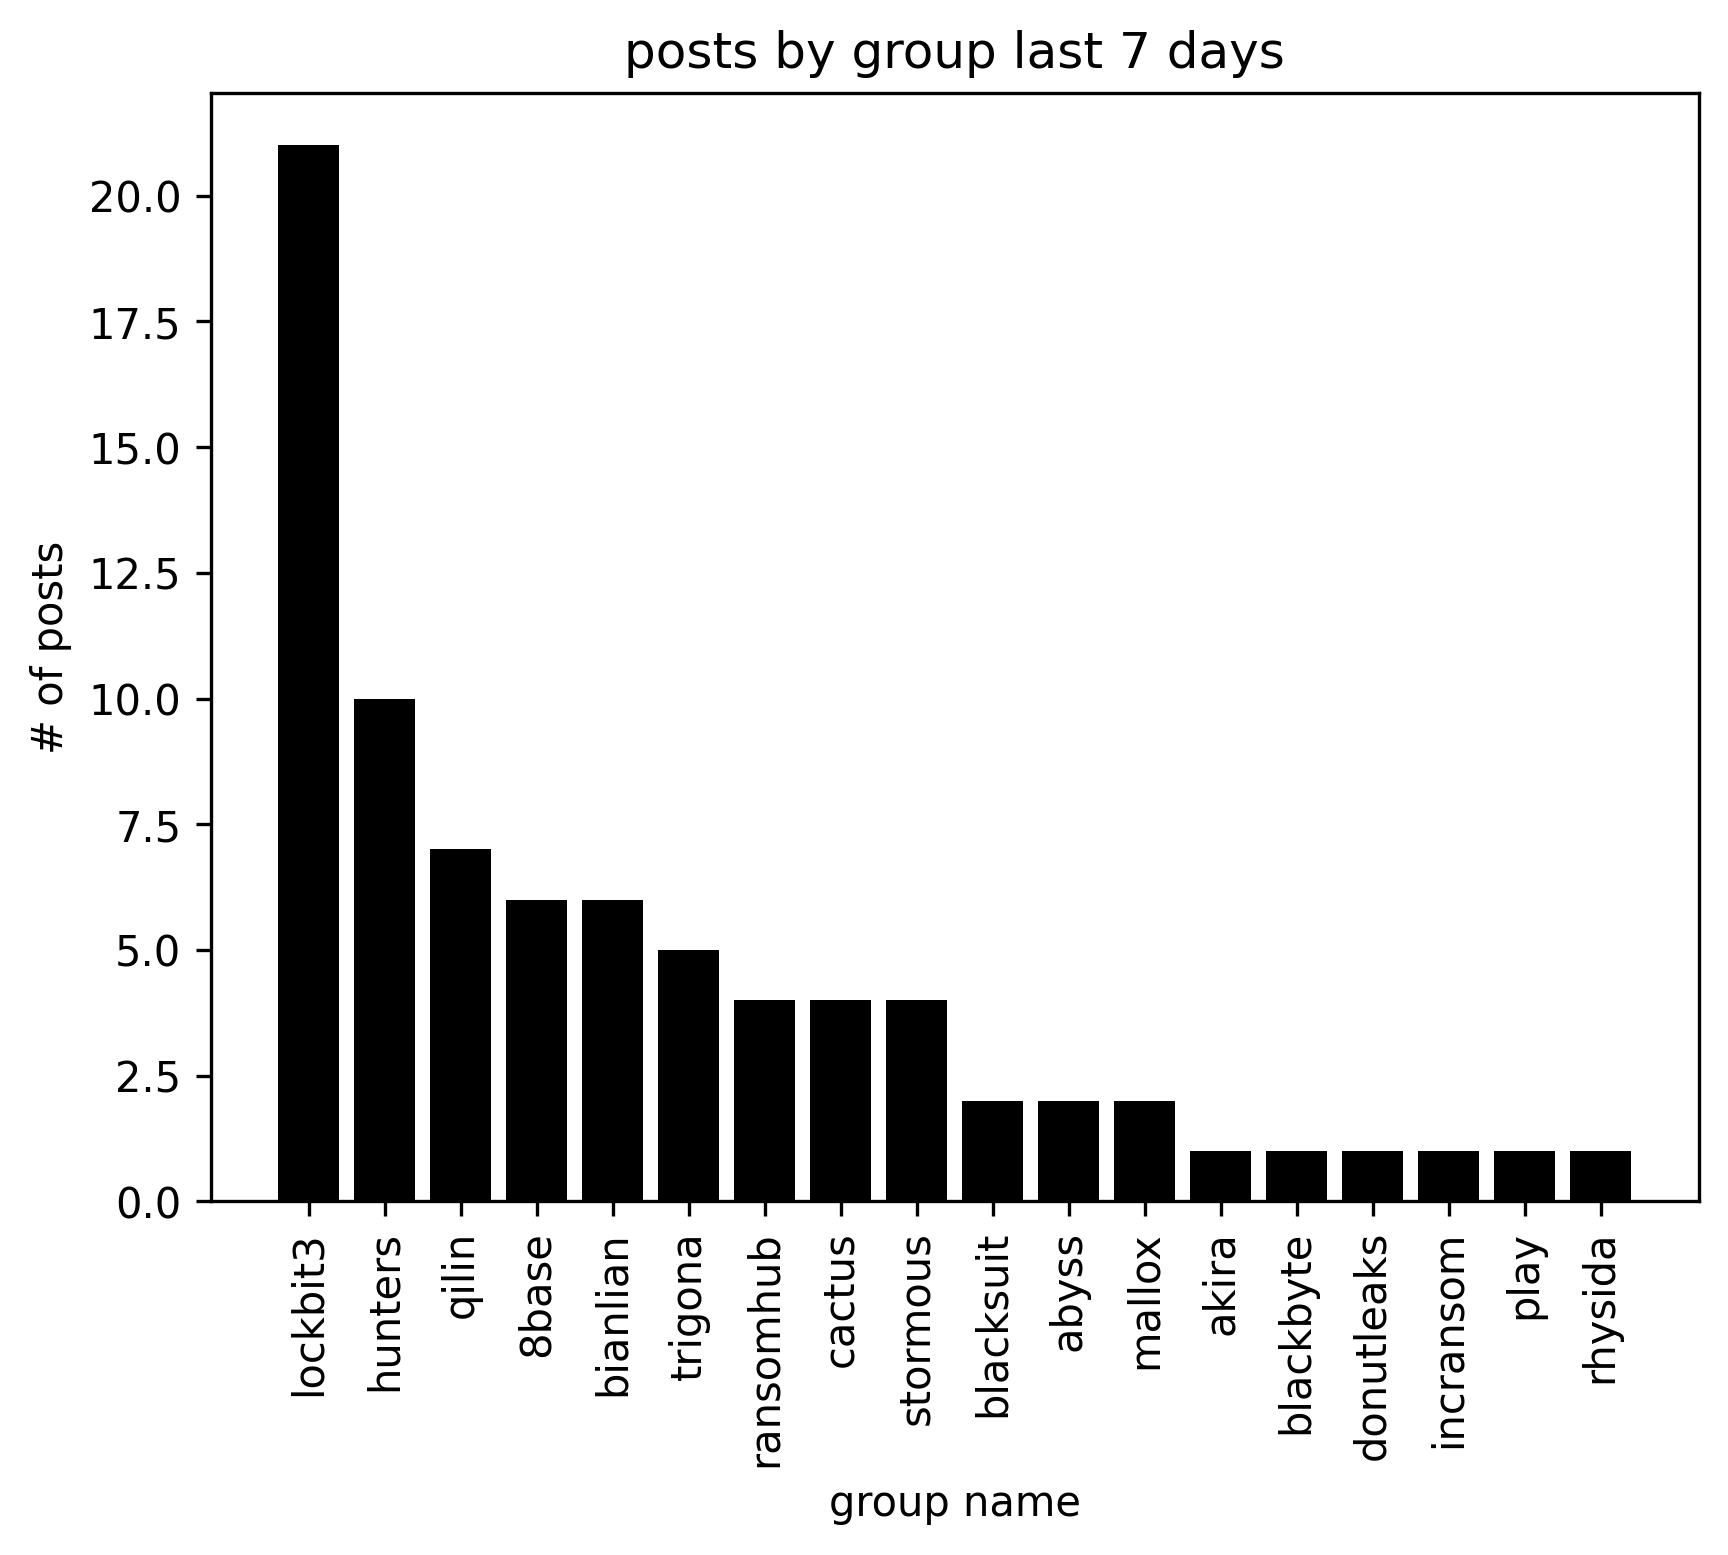 posts by group last 7 days
# of posts
20.0
17.5
15.0
12.5
10.0
7.5
5.0
2.5
0.0
lockbit3
hunters
qilin
8base
bianlian
trigona
ransomhub
cactus
stormous
blacksuit
abyss
mallox
akira
blackbyte
donutleaks
incransom
play
rhysida
group name